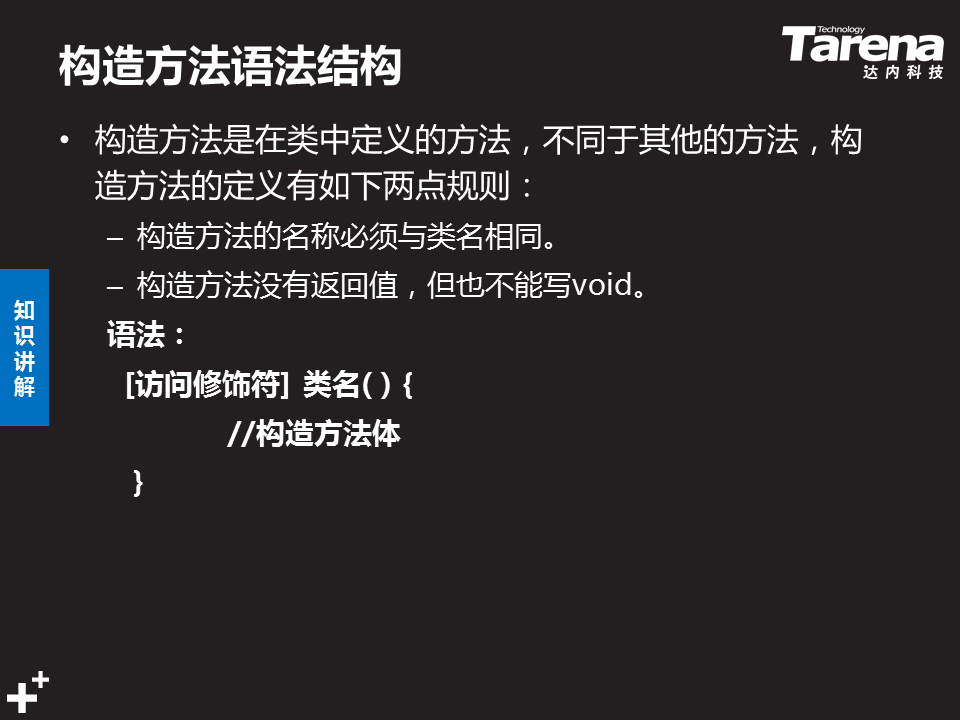 构造方法语法结构
Technology
Tarena
达内科技
• 构造方法是在类中定义的方法，不同于其他的方法，构
造方法的定义有如下两点规则：
– 构造方法的名称必须与类名相同。
– 构造方法没有返回值，但也不能写void。
语法：
[访问修饰符] 类名( ) {
//构造方法体
}
知
识
讲
解